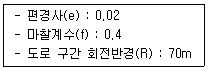 - 편경사(e) : 0.02
- 마찰계수(f) : 0.4
- 도로 구간 회전반경(R) : 70m